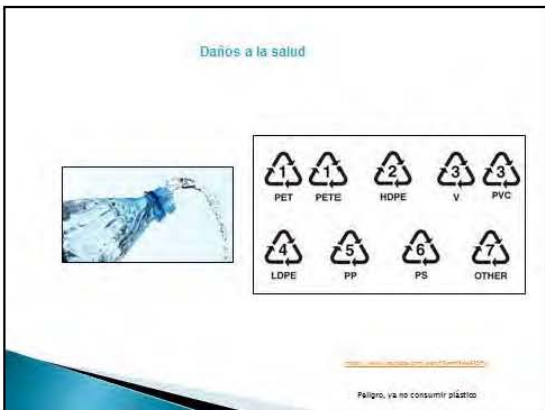 Daños a la salud
1 1 2 3 3
PET PETE HDPE V PVC
4 5 6 7
LDPE PP PS OTHER
Peligro, ya no consumir plástico